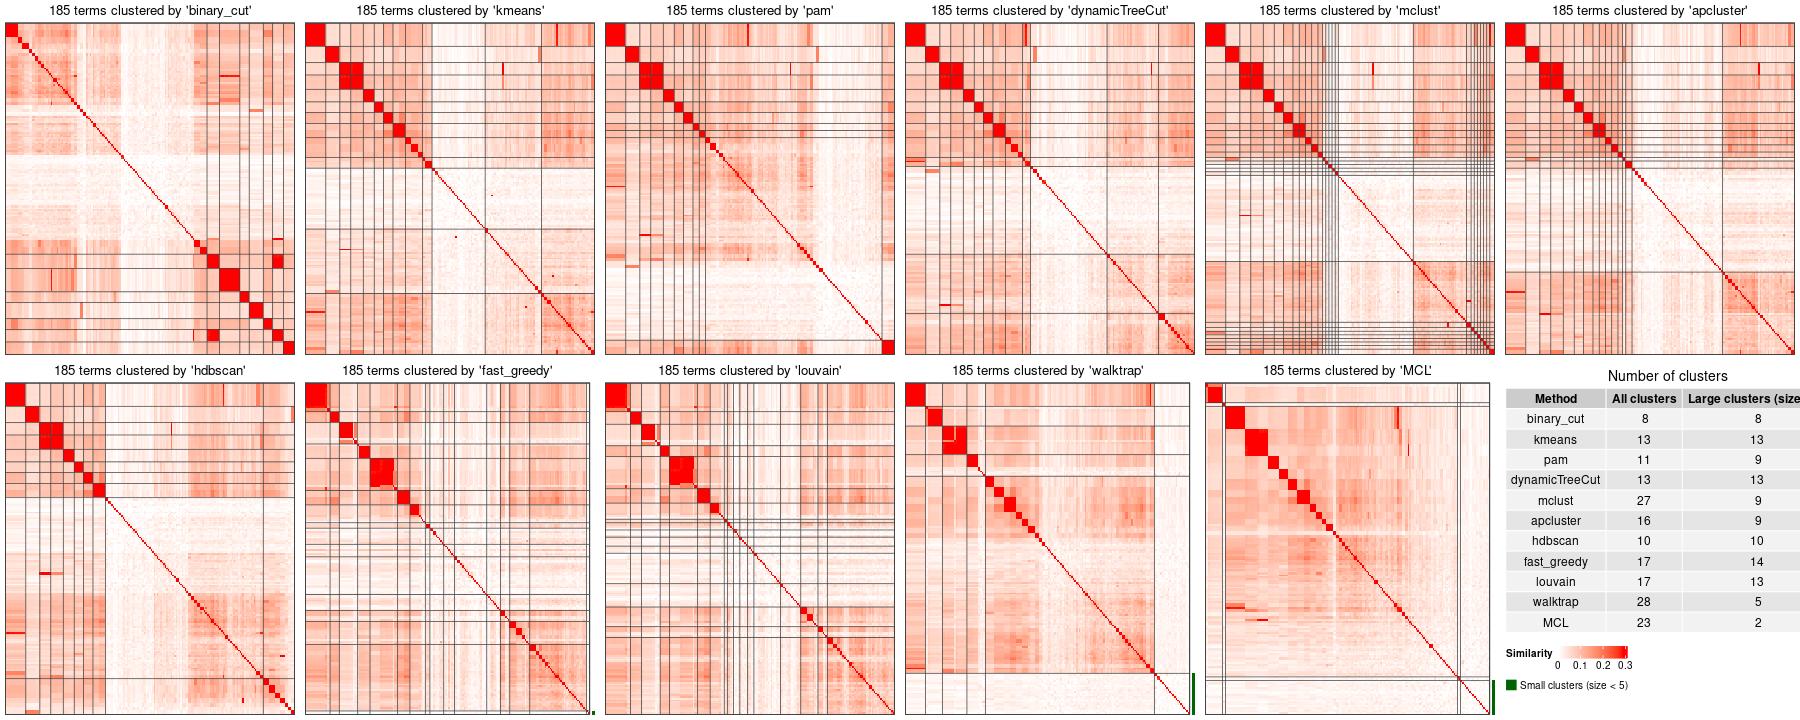 185 terms clustered by 'binary_cut'
185 terms clustered by 'kmeans'
185 terms clustered by 'pam'
185 terms clustered by 'dynamicTreeCut'
185 terms clustered by 'mclust'
185 terms clustered by 'apcluster'
185 terms clustered by 'hdbscan'
185 terms clustered by 'fast_greedy'
185 terms clustered by 'louvain'
185 terms clustered by 'walktrap'
185 terms clustered by 'MCL'
Number of clusters
Method All clusters Large clusters (size
binary_cut 8 8
kmeans 13 13
pam 11 9
dynamicTreeCut 13 13
mclust 27 9
apcluster 16 9
hdbscan 10 10
fast_greedy 17 14
louvain 17 13
walktrap 28 5
MCL 23 2
Similarity
0 0.1 0.2 0.3
Small clusters (size < 5)